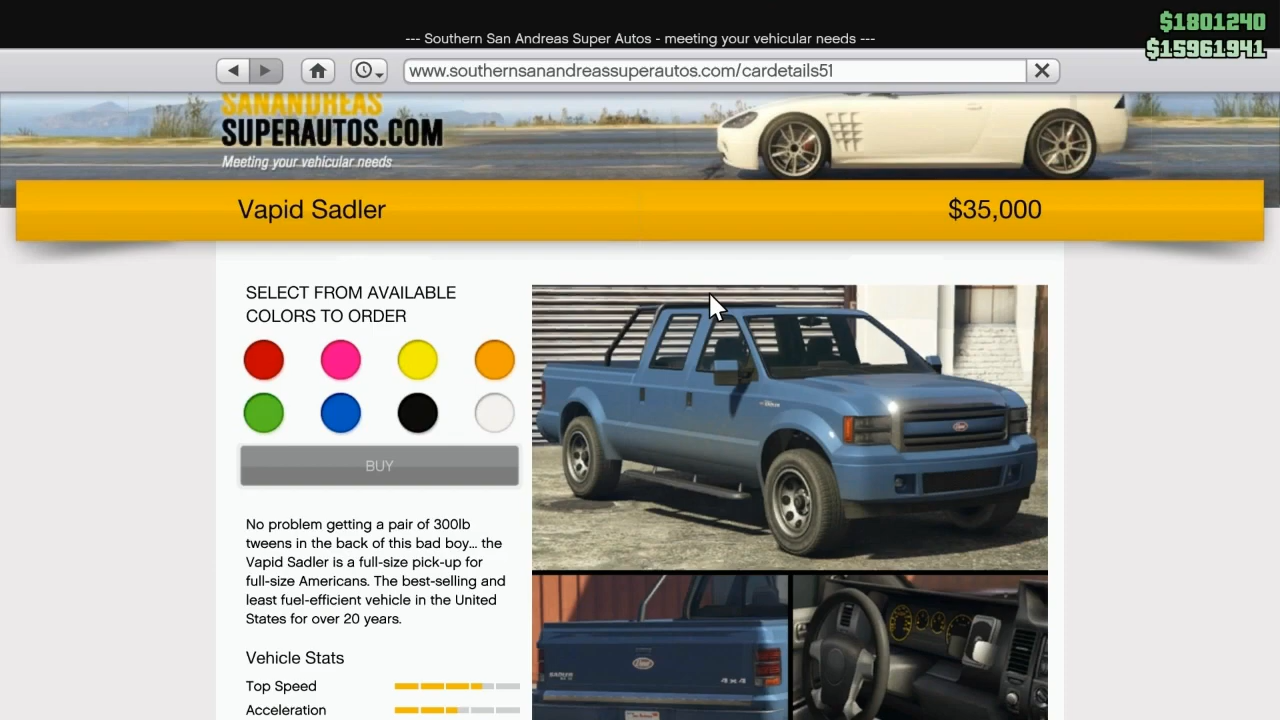 $1801240
--- Southern San Andreas Super Autos - meeting your vehicular needs ---
$15961941
www.southernsanandreassuperautos.com/cardetails51
SANANDREAS
SUPERAUTOS.COM
Meeting your vehicular needs
Vapid Sadler
$35,000
SELECT FROM AVAILABLE
COLORS TO ORDER
BUY
No problem getting a pair of 300lb
tweens in the back of this bad boy... the
Vapid Sadler is a full-size pick-up for
full-size Americans. The best-selling and
least fuel-efficient vehicle in the United
States for over 20 years.
Vehicle Stats
Top Speed
Acceleration
SADLER
4x4